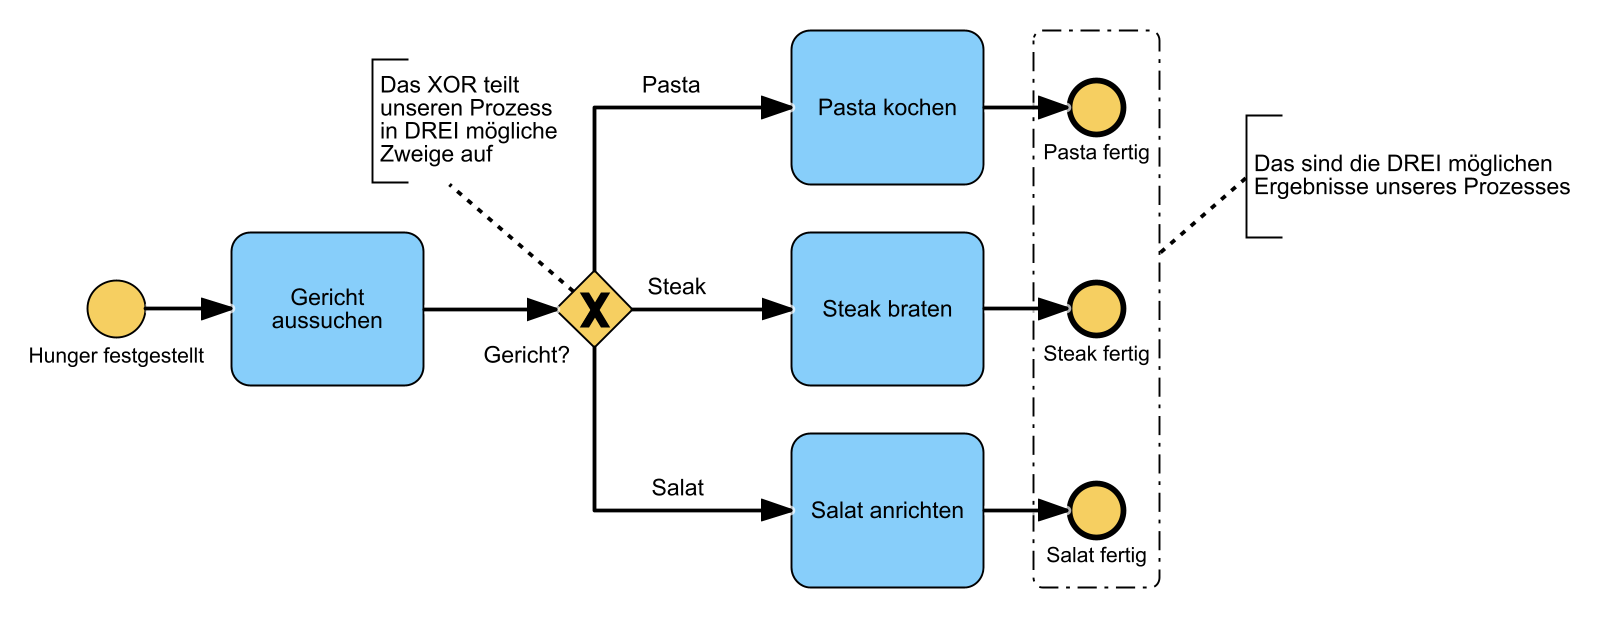 Das XOR teilt
unseren Prozess
in DREI mögliche
Zweige auf
Pasta
Pasta kochen
Pasta fertig
Das sind die DREI möglichen
Ergebnisse unseres Prozesses
Hunger festgestellt
Gericht
aussuchen
X
Gericht?
Steak
Steak braten
Steak fertig
Salat
Salat anrichten
Salat fertig